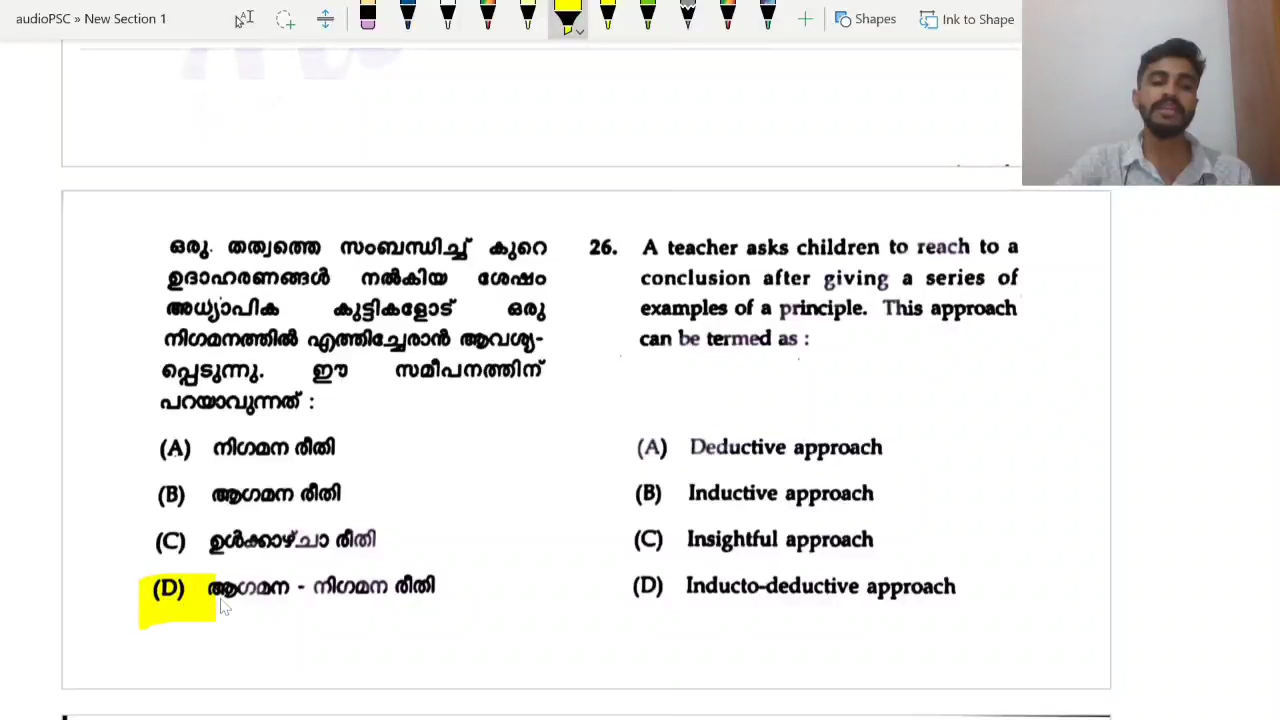 audioPSC » New Section 1
Shapes
Ink to Shape
ഒരു തത്വത്തെ സംബന്ധിച്ച് കുറെ
ഉദാഹരണങ്ങൾ നൽകിയ ശേഷം
അധ്യാപിക കുട്ടികളോട് ഒരു
നിഗമനത്തിൽ എത്തിച്ചേരാൻ ആവശ്യ-
പ്പെടുന്നു. ഈ സമീപനത്തിന്
പറയാവുന്നത് :
(A) നിഗമന രീതി
(B) ആഗമന രീതി
(C) ഉൾക്കാഴ്ചാ രീതി
(D) ആഗമന - നിഗമന രീതി
26. A teacher asks children to reach to a
conclusion after giving a series of
examples of a principle. This approach
can be termed as :
(A) Deductive approach
(B) Inductive approach
(C) Insightful approach
(D) Inducto-deductive approach